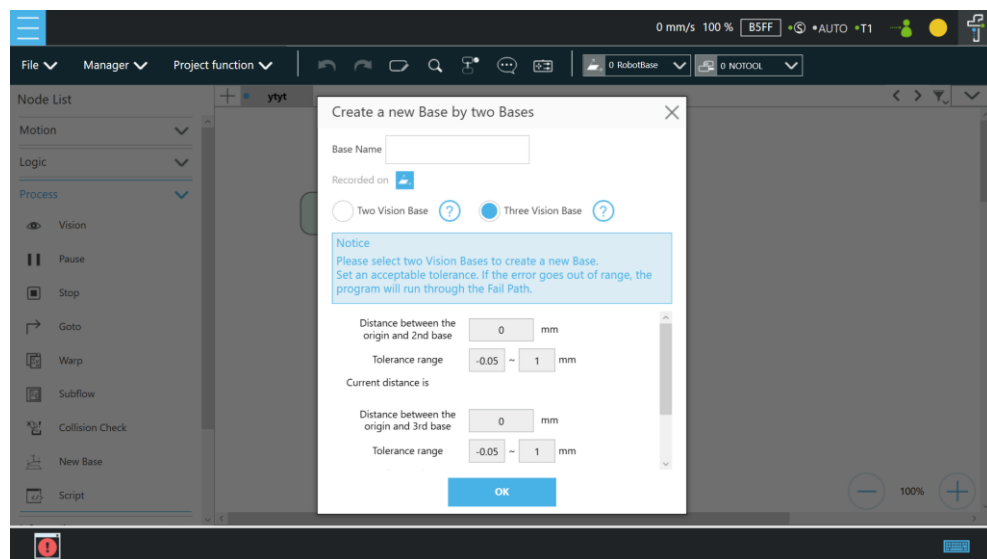 0 mm/s 100 % B5FF •Ⓢ •AUTO •T1
File Manager Project function 0 RobotBase 0 NOTOOL
Node List
ytyt
Motion
Logic
Process
Vision
Pause
Stop
Goto
Warp
Subflow
Collision Check
New Base
Script
Create a new Base by two Bases
Base Name
Recorded on
Two Vision Base ? Three Vision Base ?
Notice
Please select two Vision Bases to create a new Base.
Set an acceptable tolerance. If the error goes out of range, the
program will run through the Fail Path.
Distance between the
origin and 2nd base 0 mm
Tolerance range -0.05 ~ 1 mm
Current distance is
Distance between the
origin and 3rd base 0 mm
Tolerance range -0.05 ~ 1 mm
OK
100%